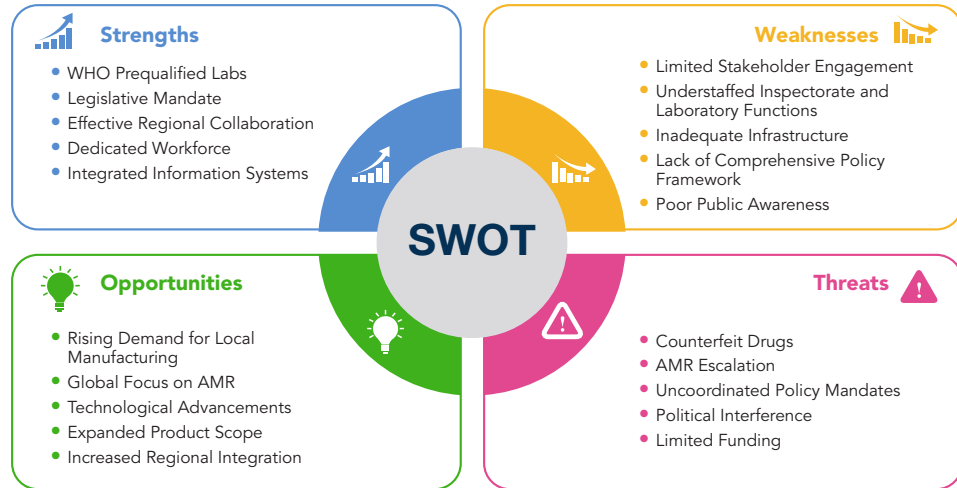 Strengths
• WHO Prequalified Labs
• Legislative Mandate
• Effective Regional Collaboration
• Dedicated Workforce
• Integrated Information Systems
Weaknesses
• Limited Stakeholder Engagement
• Understaffed Inspectorate and
Laboratory Functions
• Inadequate Infrastructure
• Lack of Comprehensive Policy
Framework
• Poor Public Awareness
SWOT
Opportunities
• Rising Demand for Local
Manufacturing
• Global Focus on AMR
• Technological Advancements
• Expanded Product Scope
• Increased Regional Integration
Threats
• Counterfeit Drugs
• AMR Escalation
• Uncoordinated Policy Mandates
• Political Interference
• Limited Funding